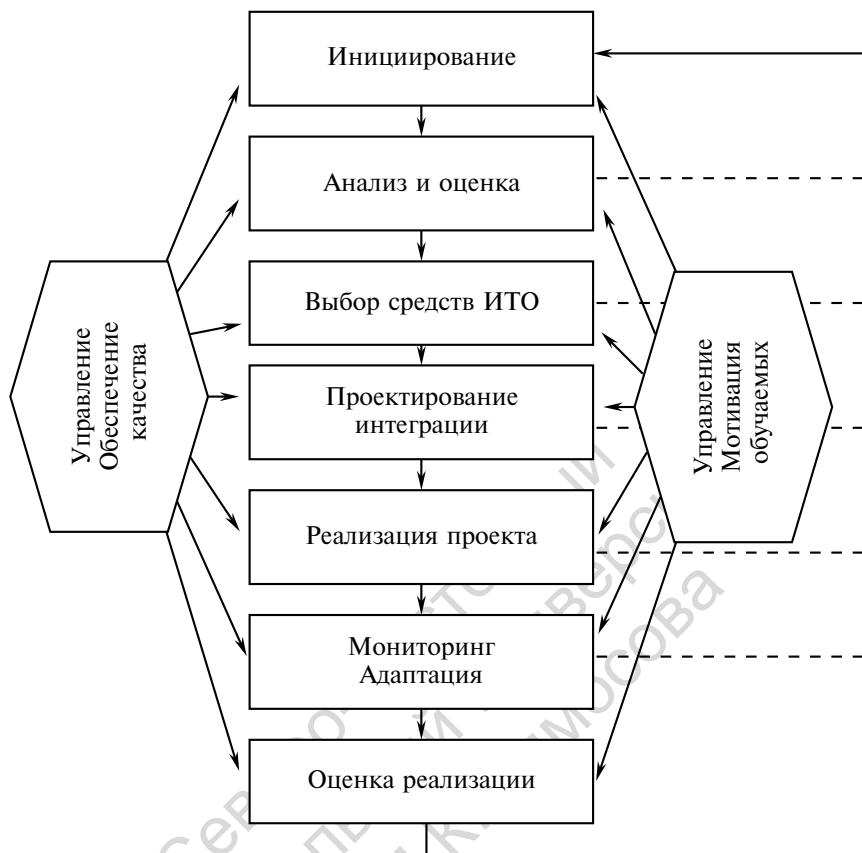 Инициирование
Анализ и оценка
Выбор средств ИТО
Проектирование
интеграции
Реализация проекта
Мониторинг
Адаптация
Оценка реализации
Управление
Обеспечение
качества
Управление
Мотивация
обучаемых